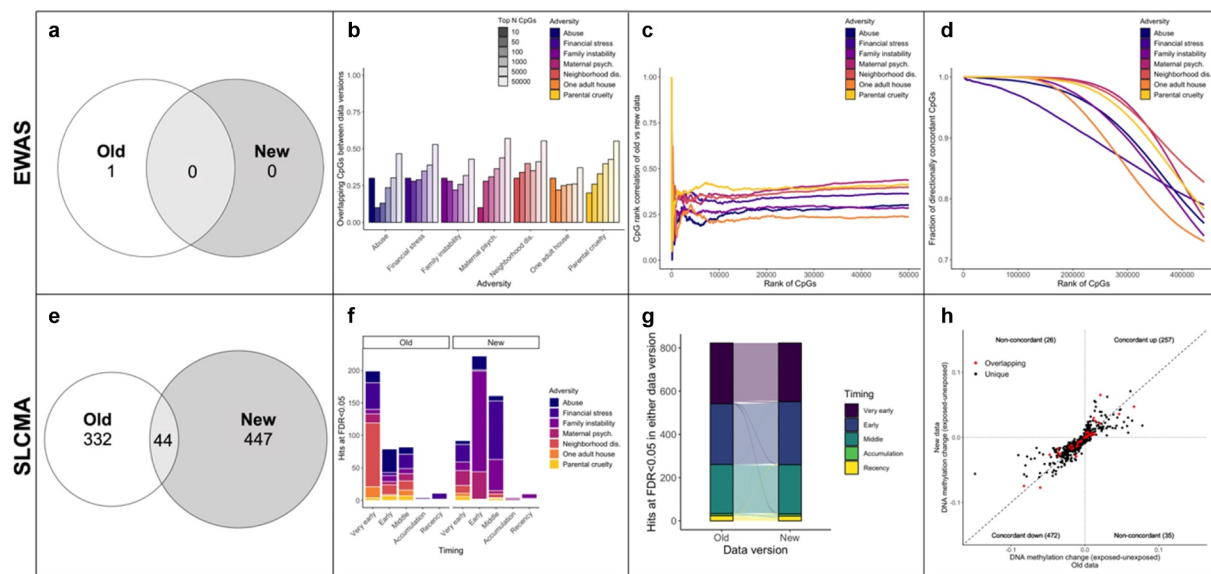 EWAS
a
Old
1
0
New
0
b
Top N CpGs
10
50
100
1000
5000
50000
Adversity
Abuse
Financial stress
Family instability
Maternal psych.
Neighborhood dis.
One adult house
Parental cruelty
Overlapping CpGs between data versions
1.00
0.75
0.50
0.25
0.00
Abuse
Financial stress
Family instability
Maternal psych.
Neighborhood dis.
One adult house
Parental cruelty
Adversity
c
Adversity
Abuse
Financial stress
Family instability
Maternal psych.
Neighborhood dis.
One adult house
Parental cruelty
CpG rank correlation of old vs new data
1.00
0.75
0.50
0.25
0.00
0 10000 20000 30000 40000 50000
Rank of CpGs
d
Adversity
Abuse
Financial stress
Family instability
Maternal psych.
Neighborhood dis.
One adult house
Parental cruelty
Fraction of directionally concordant CpGs
1.0
0.9
0.8
0.7
0 100000 200000 300000 400000
Rank of CpGs
SLCMA
e
Old
332
44
New
447
f
Old New
Hits at FDR<0.05
200
150
100
50
0
Very early
Early
Middle
Accumulation
Recency
Very early
Early
Middle
Accumulation
Recency
Timing
Adversity
Abuse
Financial stress
Family instability
Maternal psych.
Neighborhood dis.
One adult house
Parental cruelty
g
Hits at FDR<0.05 in either data version
800
600
400
200
0
Old New
Data version
Timing
Very early
Early
Middle
Accumulation
Recency
h
Non-concordant (26) Concordant up (257)
Overlapping
Unique
New data
DNA methylation change (exposed-unexposed)
0.1
0.0
-0.1
Concordant down (472) Non-concordant (35)
-0.1 0.0 0.1
DNA methylation change (exposed-unexposed)
Old data